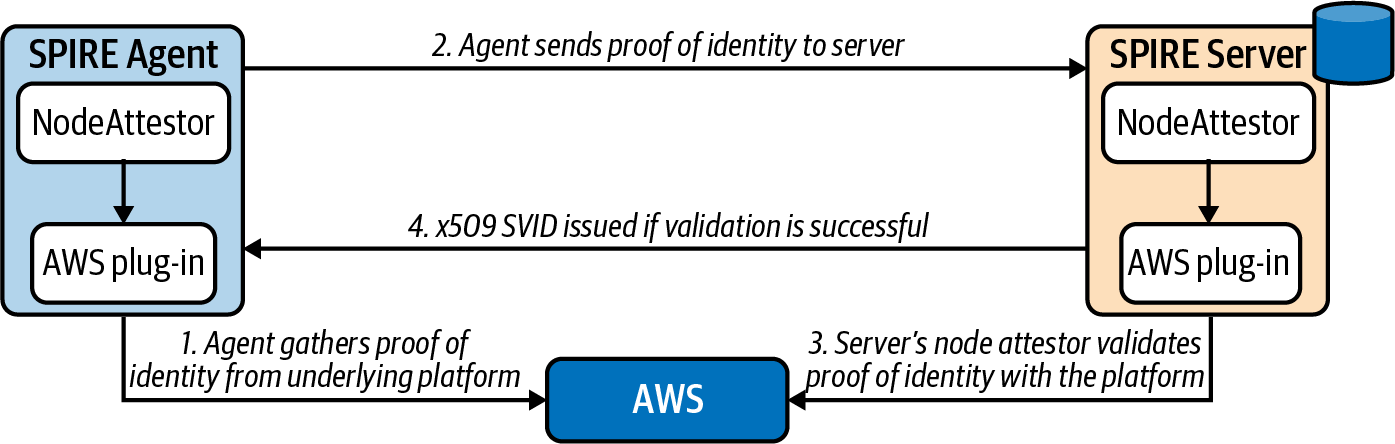 SPIRE Agent
NodeAttestor
AWS plug-in
2. Agent sends proof of identity to server
SPIRE Server
NodeAttestor
AWS plug-in
4. x509 SVID issued if validation is successful
1. Agent gathers proof of
identity from underlying platform
AWS
3. Server's node attestor validates
proof of identity with the platform